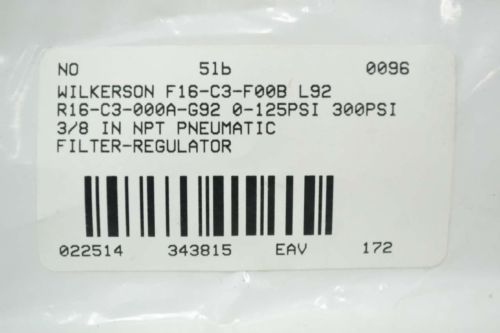 NO 5lb 0096
WILKERSON F16-C3-F00B L92
R16-C3-000A-G92 0-125PSI 300PSI
3/8 IN NPT PNEUMATIC
FILTER-REGULATOR
022514 343815 EAV 172